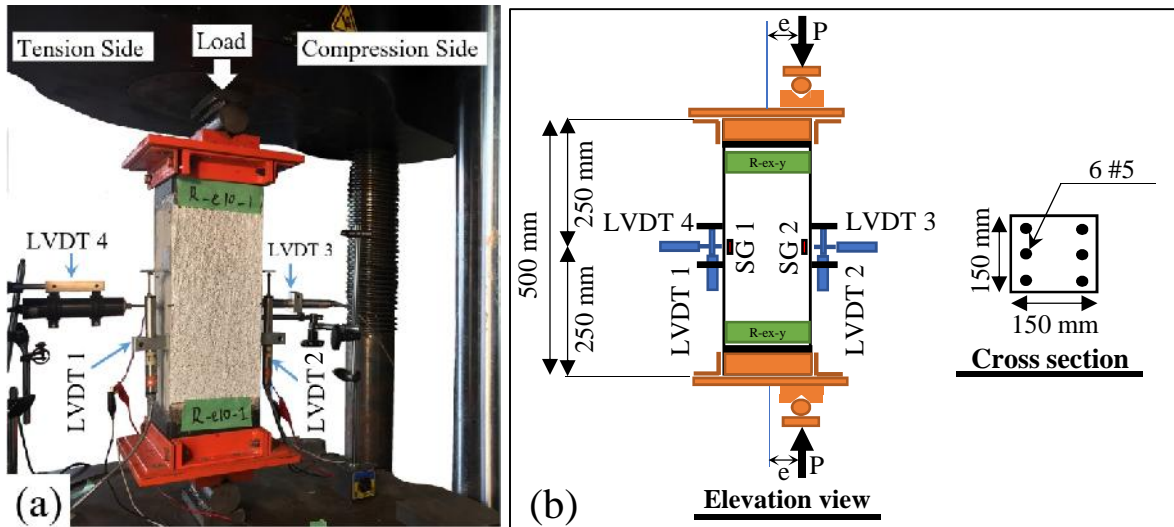 Tension Side
Load
Compression Side
R-e10-1
LVDT 4
LVDT 3
LVDT 1
LVDT 2
R-e10-1
(a)
e
P
R-ex-y
6 #5
500 mm
250 mm
250 mm
LVDT 4
LVDT 3
SG 1
SG 2
LVDT 1
LVDT 2
150 mm
150 mm
Cross section
R-ex-y
e
P
(b)
Elevation view